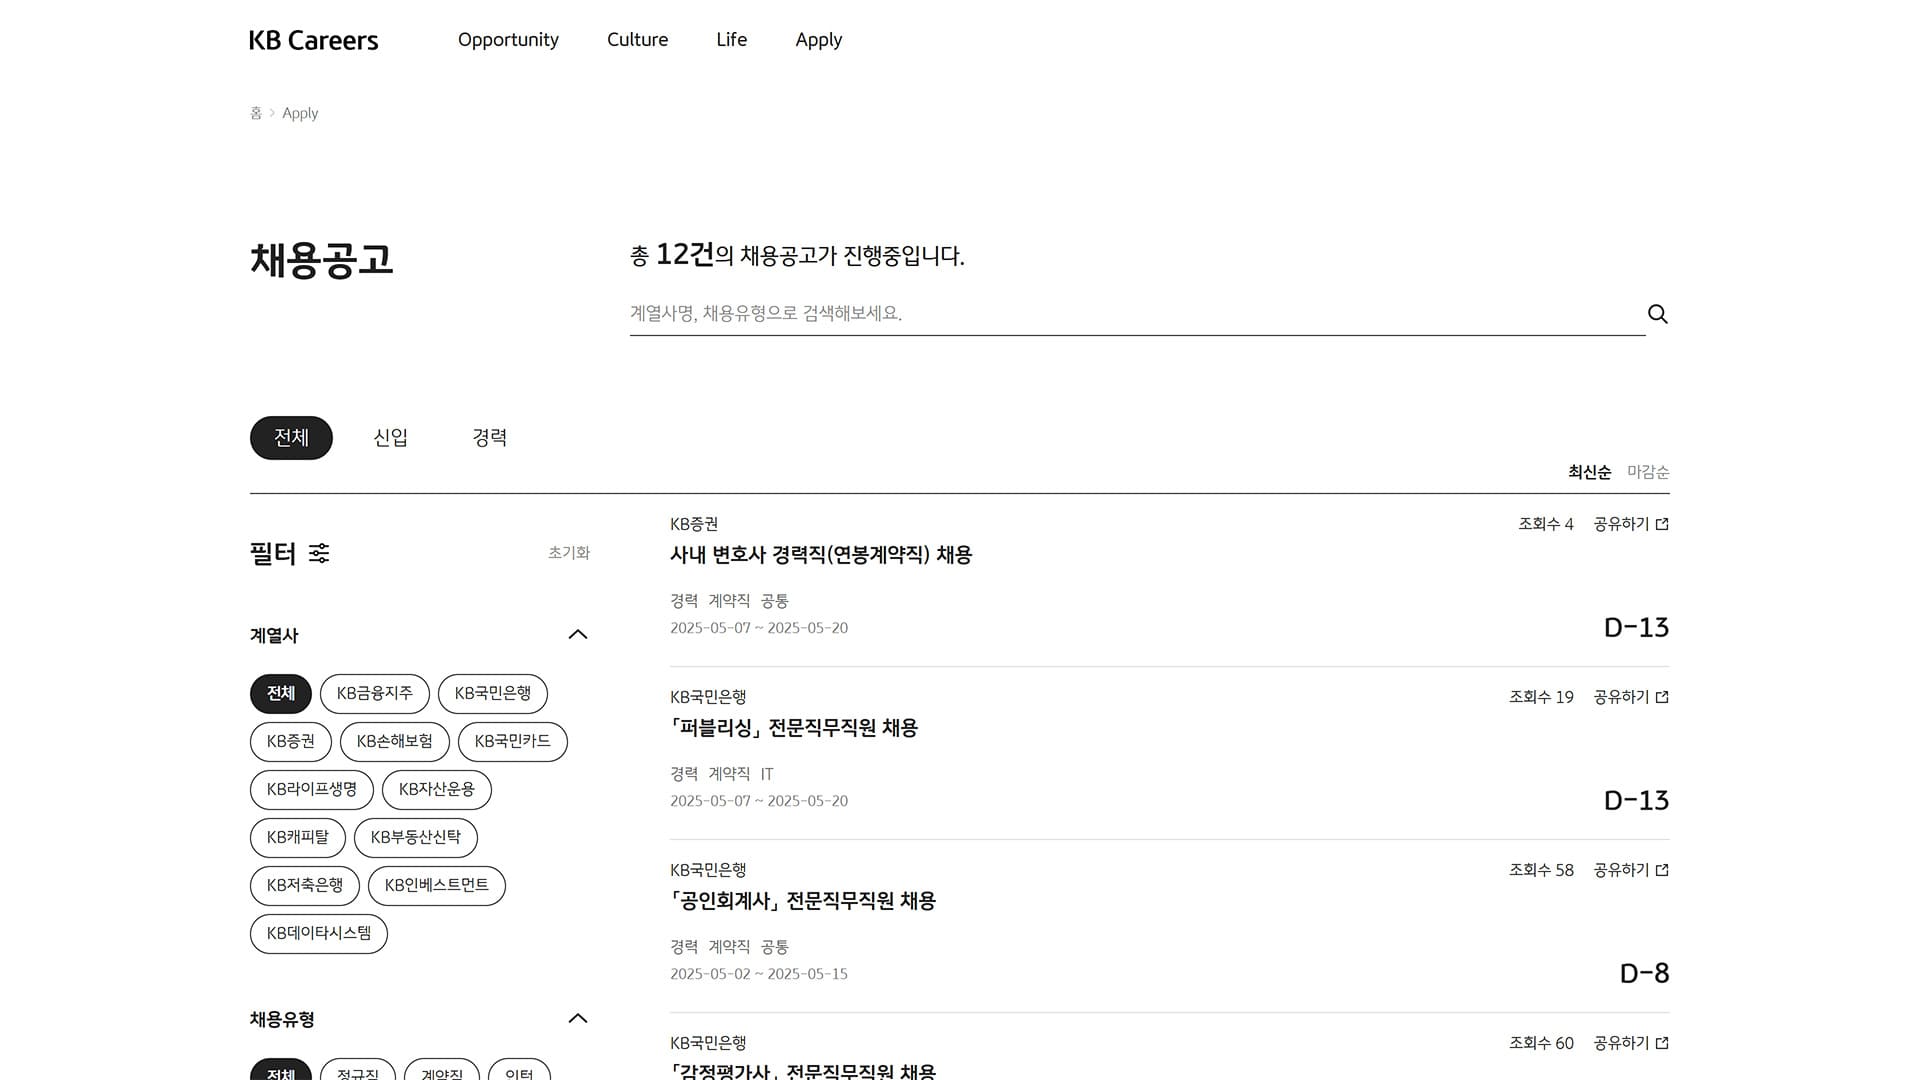 KB Careers Opportunity Culture Life Apply
홈 > Apply
채용공고
총 12건의 채용공고가 진행중입니다.
계열사명, 채용유형으로 검색해보세요.
전체 신입 경력
최신순 마감순
필터 초기화
계열사
전체 KB금융지주 KB국민은행
KB증권 KB손해보험 KB국민카드
KB라이프생명 KB자산운용
KB캐피탈 KB부동산신탁
KB저축은행 KB인베스트먼트
KB데이타시스템
채용유형
전체 정규직 계약직 인턴
KB증권 조회수 4 공유하기
사내 변호사 경력직(연봉계약직) 채용
경력 계약직 공통
2025-05-07 ~ 2025-05-20
D-13
KB국민은행 조회수 19 공유하기
「퍼블리싱」 전문직무직원 채용
경력 계약직 IT
2025-05-07 ~ 2025-05-20
D-13
KB국민은행 조회수 58 공유하기
「공인회계사」 전문직무직원 채용
경력 계약직 공통
2025-05-02 ~ 2025-05-15
D-8
KB국민은행 조회수 60 공유하기
「감정평가사」 전문직무직원 채용